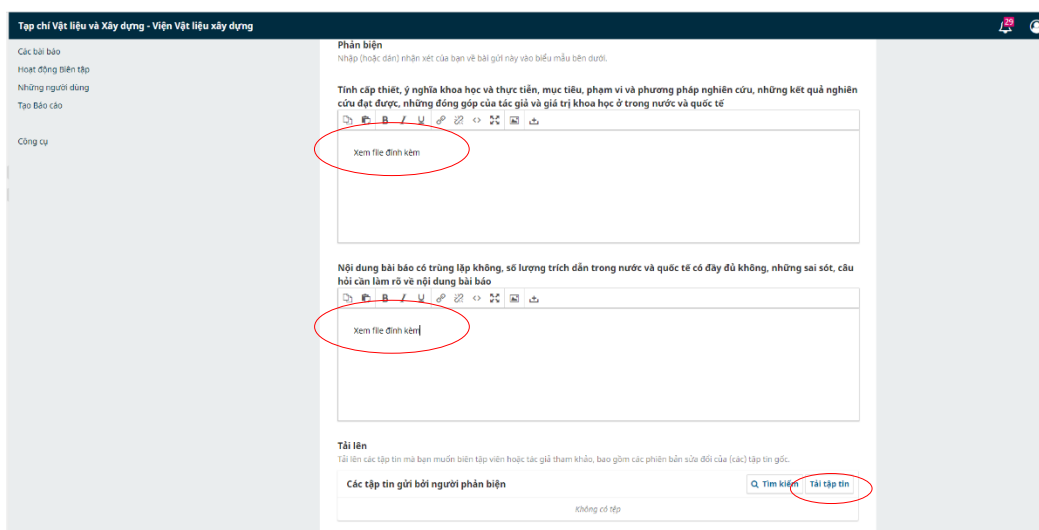 Tạp chí Vật liệu và Xây dựng - Viện Vật liệu xây dựng
29
Các bài báo
Hoạt động Biên tập
Những người dùng
Tạo Báo cáo
Công cụ
Phản biện
Nhập (hoặc dán) nhận xét của bạn về bài gửi này vào biểu mẫu bên dưới.
Tính cấp thiết, ý nghĩa khoa học và thực tiễn, mục tiêu, phạm vi và phương pháp nghiên cứu, những kết quả nghiên
cứu đạt được, những đóng góp của tác giả và giá trị khoa học ở trong nước và quốc tế
B I U
Xem file đính kèm
Nội dung bài báo có trùng lặp không, số lượng trích dẫn trong nước và quốc tế có đầy đủ không, những sai sót, câu
hỏi cần làm rõ về nội dung bài báo
B I U
Xem file đính kèm
Tải lên
Tải lên các tập tin mà bạn muốn biên tập viên hoặc tác giả tham khảo, bao gồm các phiên bản sửa đổi của (các) tập tin gốc.
Các tập tin gửi bởi người phản biện
Tìm kiếm
Tải tập tin
Không có tệp